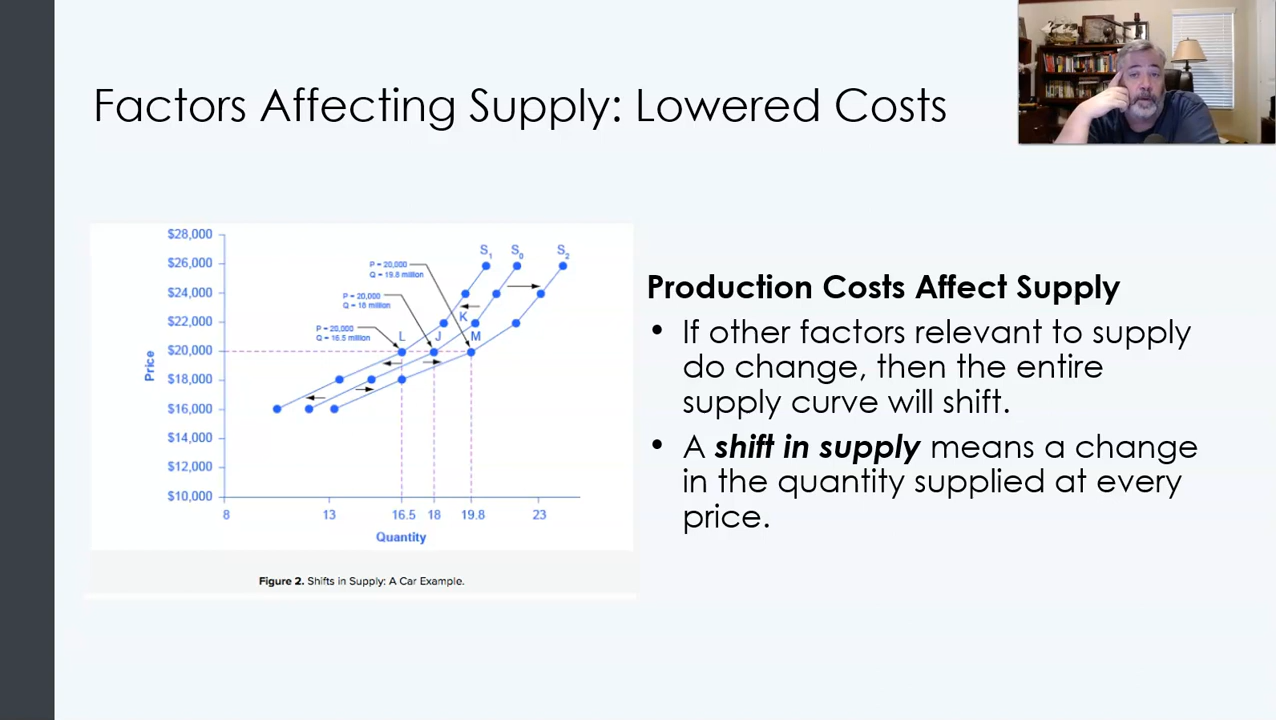 Factors Affecting Supply: Lowered Costs
$28,000
$26,000
$24,000
$22,000
$20,000
$18,000
$16,000
$14,000
$12,000
$10,000
Price
S1 S0 S2
P = 20,000
Q = 19.8 million
P = 20,000
Q = 18 million
P = 20,000
Q = 16.5 million
K
L J M
8 13 16.5 18 19.8 23
Quantity
Figure 2. Shifts in Supply: A Car Example.
Production Costs Affect Supply
• If other factors relevant to supply
do change, then the entire
supply curve will shift.
• A shift in supply means a change
in the quantity supplied at every
price.